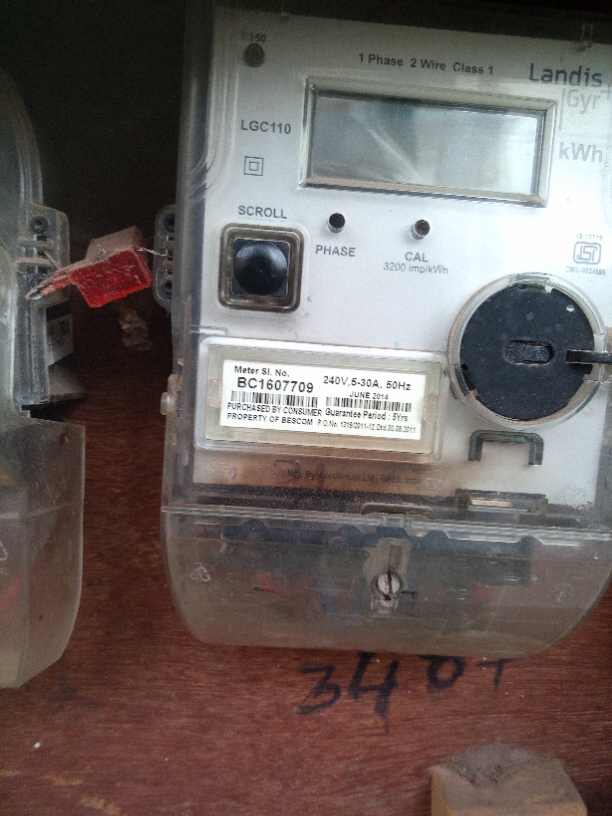 1 Phase 2 Wire Class 1
Landis
Gyr
LGC110
kWh
SCROLL
PHASE
CAL
3200 imp/kWh
Meter Sl. No.
BC1607709
240V,5-30A, 50Hz
JUNE 2014
PURCHASED BY CONSUMER Guarantee Period : 5Yrs
PROPERTY OF BESCOM